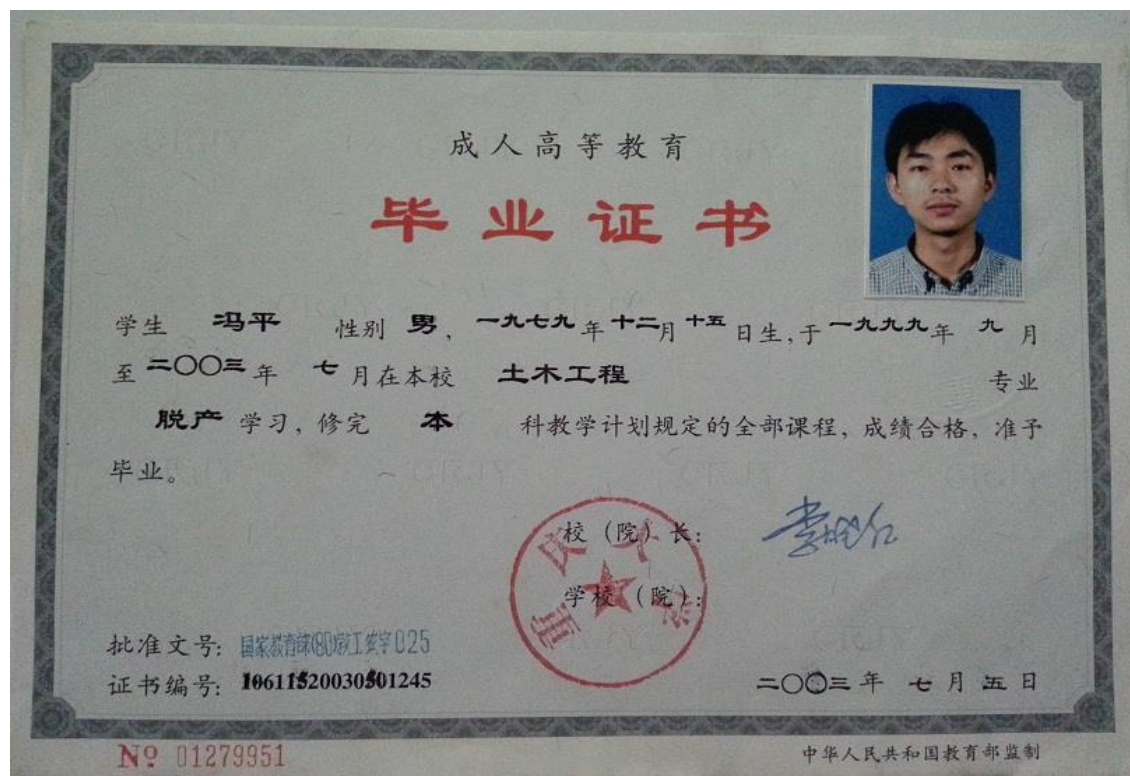 成人高等教育
毕业证书
学生 冯平 性别 男，一九七九年十二月十五日生，于一九九九年 九 月
至二〇〇三年 七月在本校 土木工程 专业
脱产 学习，修完 本 科教学计划规定的全部课程，成绩合格，准予
毕业。
校（院）长：
重庆大学
学校（院）：
批准文号：
证书编号：
二〇〇三年 七月五日
№ 01279951
中华人民共和国教育部监制